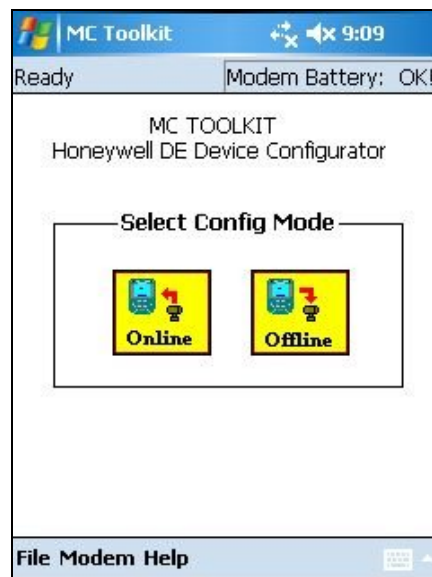 MC Toolkit 9:09
Ready Modem Battery: OK!
MC TOOLKIT
Honeywell DE Device Configurator
Select Config Mode
Online Offline
File Modem Help